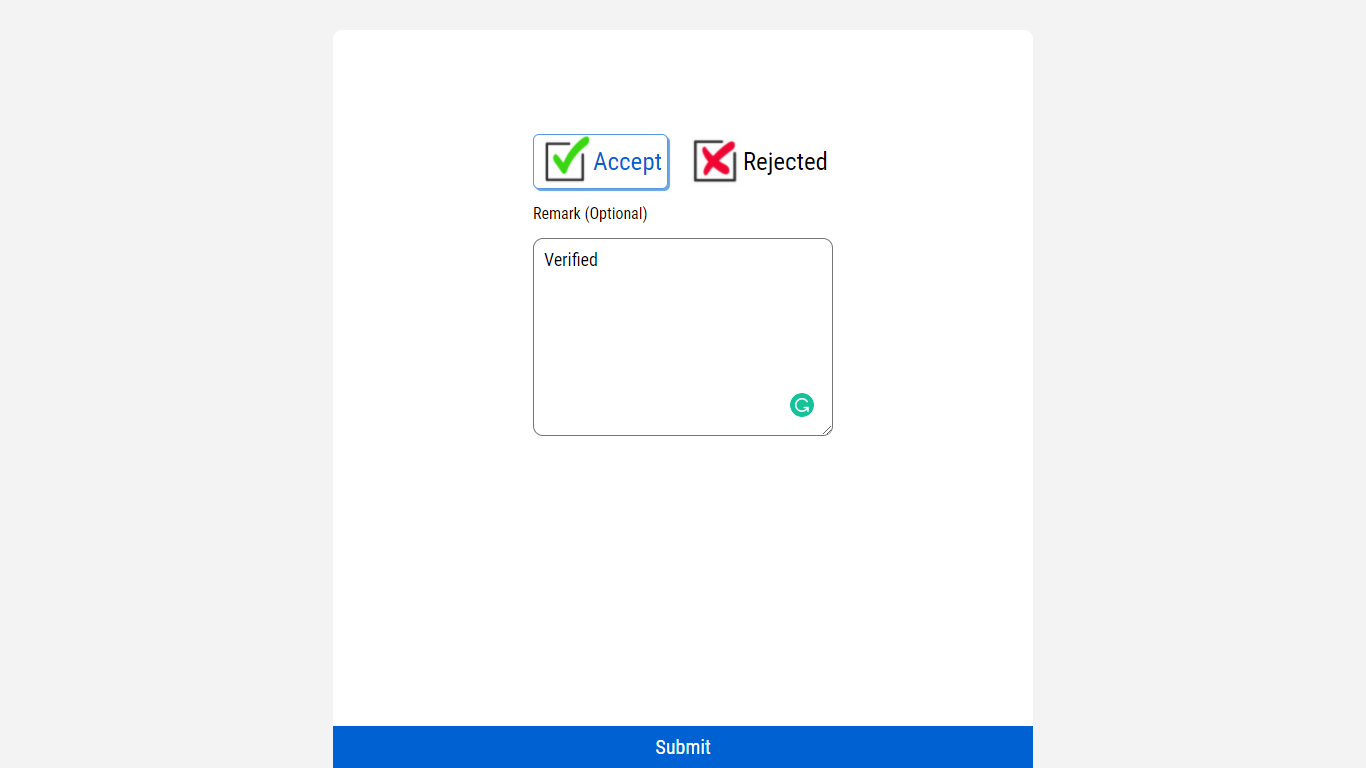 Accept Rejected
Remark (Optional)
Verified
Submit